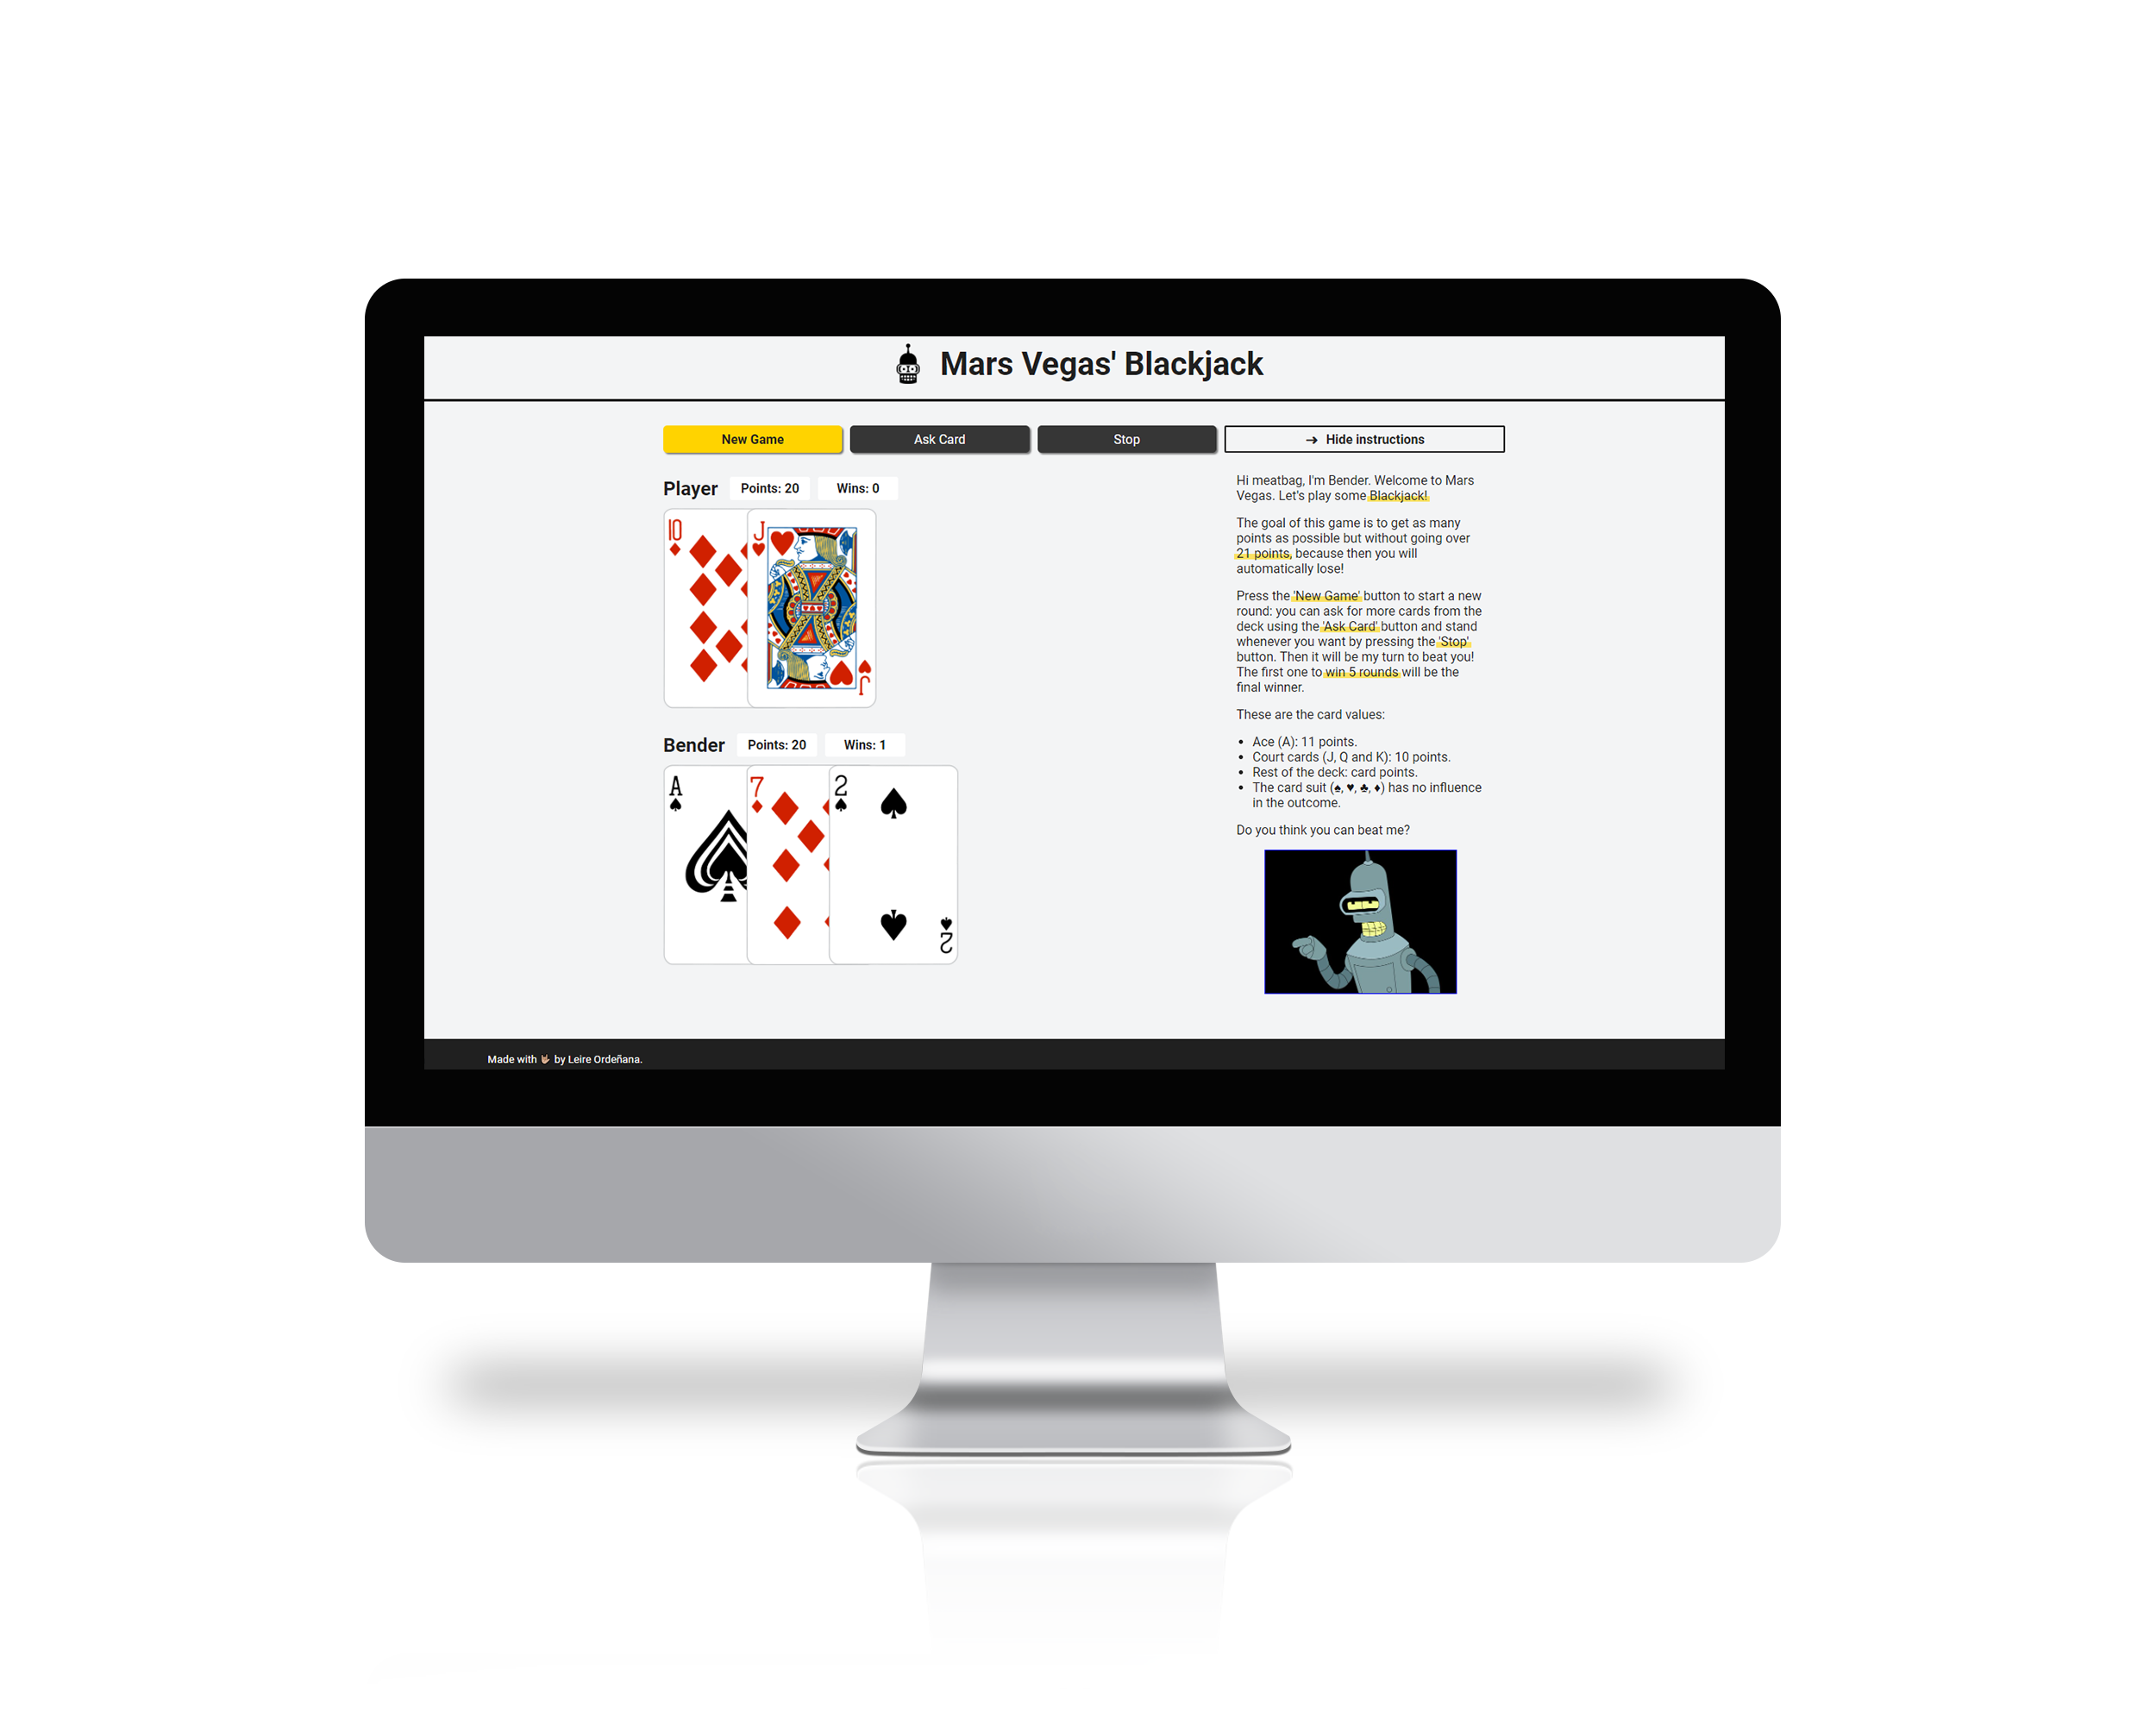 Mars Vegas' Blackjack
New Game
Ask Card
Stop
→ Hide instructions
Player
Points: 20
Wins: 0
10
J
J
Bender
Points: 20
Wins: 1
A
7
2
2
Hi meatbag, I'm Bender. Welcome to Mars
Vegas. Let's play some Blackjack!
The goal of this game is to get as many
points as possible but without going over
21 points, because then you will
automatically lose!
Press the 'New Game' button to start a new
round: you can ask for more cards from the
deck using the 'Ask Card' button and stand
whenever you want by pressing the 'Stop'
button. Then it will be my turn to beat you!
The first one to win 5 rounds will be the
final winner.
These are the card values:
• Ace (A): 11 points.
• Court cards (J, Q and K): 10 points.
• Rest of the deck: card points.
• The card suit (♠, ♥, ♣, ♦) has no influence
in the outcome.
Do you think you can beat me?
Made with 🤟🏼 by Leire Ordeñana.